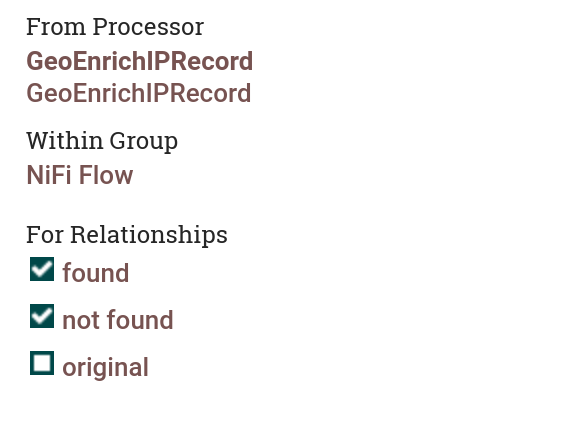 From Processor
GeoEnrichIPRecord
GeoEnrichIPRecord
Within Group
NiFi Flow
For Relationships
found
not found
original